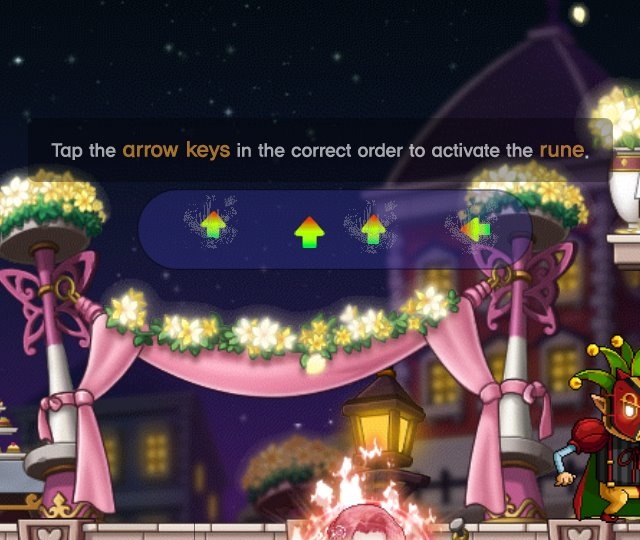 Tap the arrow keys in the correct order to activate the rune.